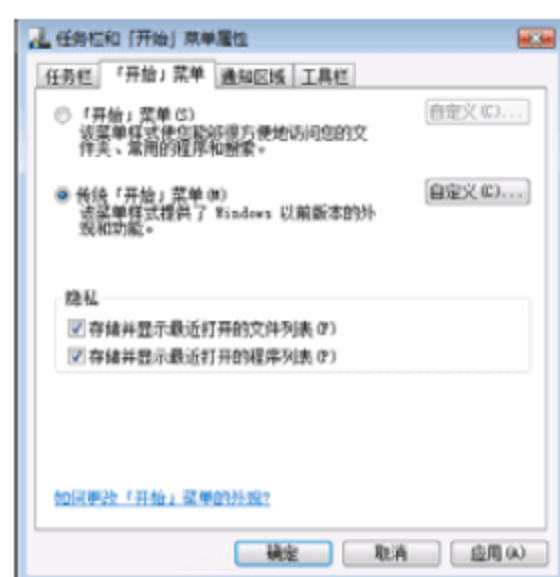 任务栏和「开始」菜单属性
任务栏 「开始」菜单 通知区域 工具栏
「开始」菜单(S) 自定义(C)...
该菜单样式使您能够很方便地访问您的文
件夹、常用的程序和搜索。
传统「开始」菜单(M) 自定义(C)...
该菜单样式提供了 Windows 以前版本的外
观和功能。
隐私
存储并显示最近打开的文件列表(F)
存储并显示最近打开的程序列表(P)
如何更改「开始」菜单的外观?
确定 取消 应用(A)